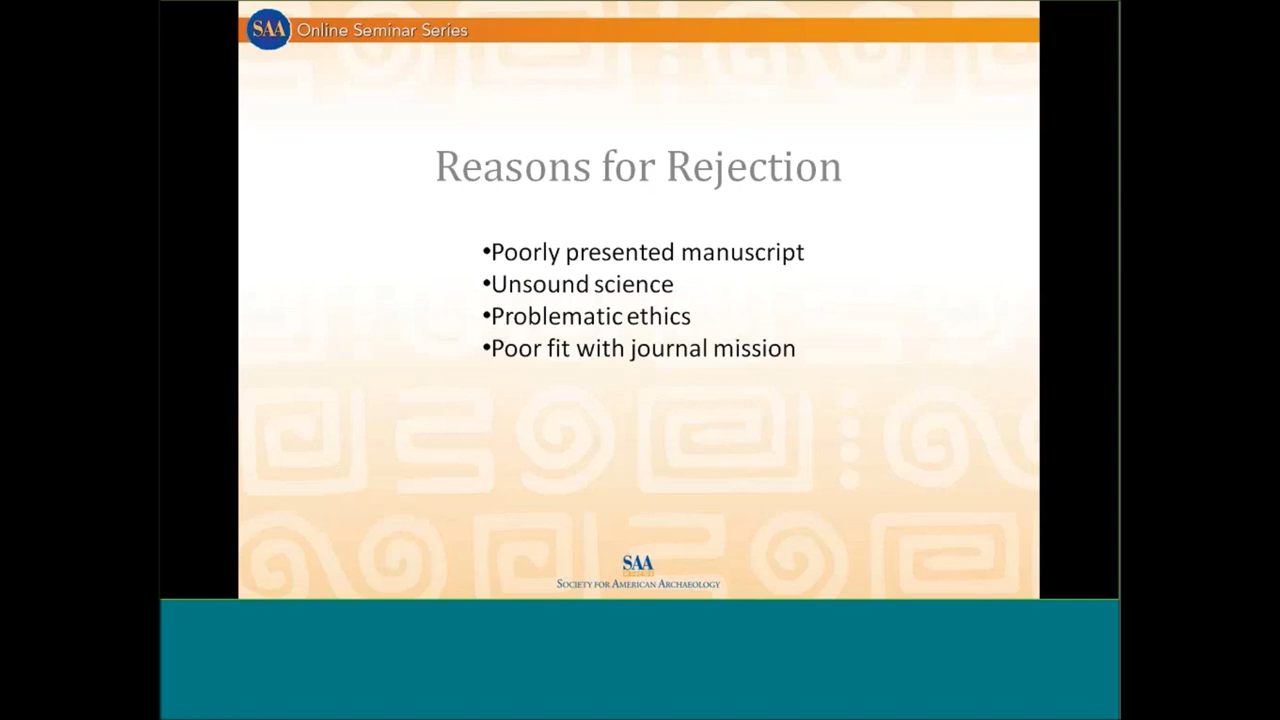 SAA Online Seminar Series
Reasons for Rejection
•Poorly presented manuscript
•Unsound science
•Problematic ethics
•Poor fit with journal mission
SAA
SOCIETY FOR AMERICAN ARCHAEOLOGY